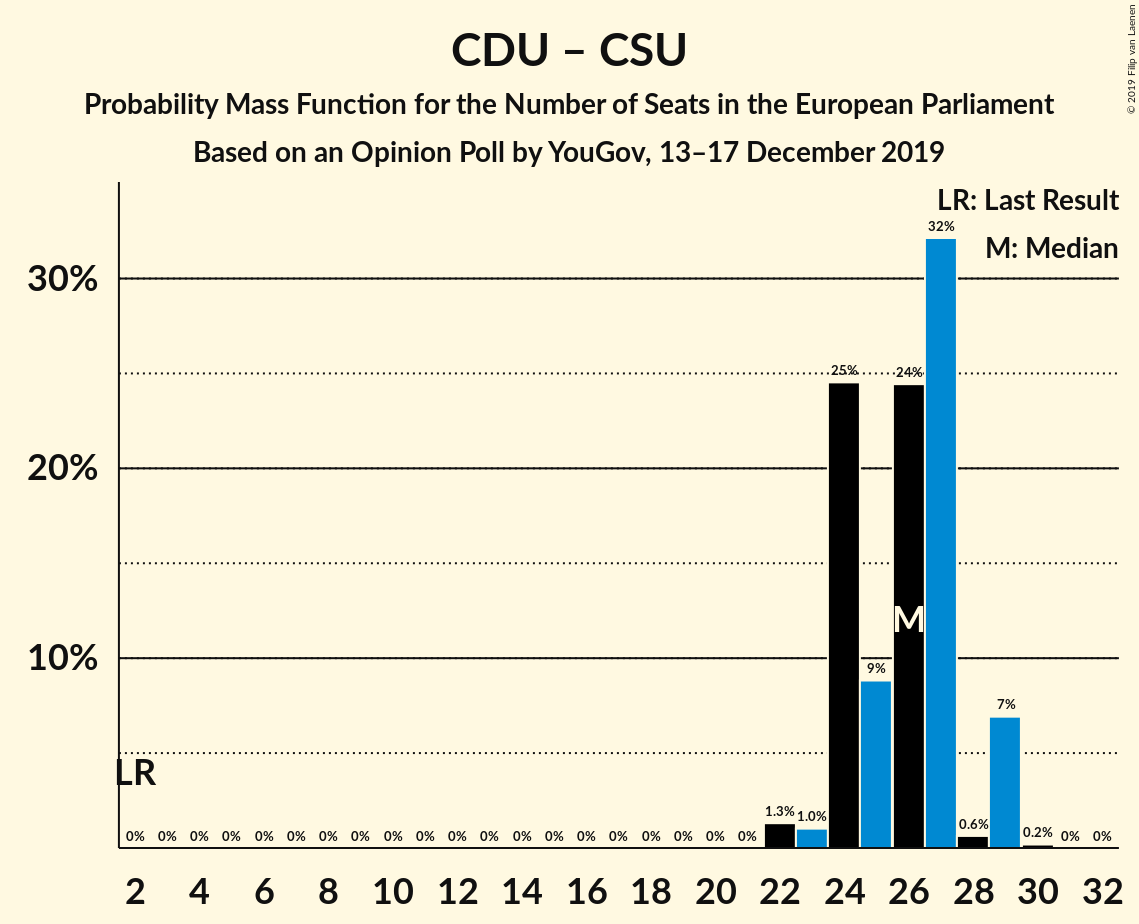 CDU – CSU
Probability Mass Function for the Number of Seats in the European Parliament
Based on an Opinion Poll by YouGov, 13–17 December 2019
© 2019 Filip van Laenen
LR: Last Result
M: Median
30%
20%
10%
LR
M
0% 0% 0% 0% 0% 0% 0% 0% 0% 0% 0% 0% 0% 0% 0% 0% 0% 0% 0% 0% 1.3% 1.0% 25% 9% 24% 32% 0.6% 7% 0.2% 0% 0%
2 4 6 8 10 12 14 16 18 20 22 24 26 28 30 32